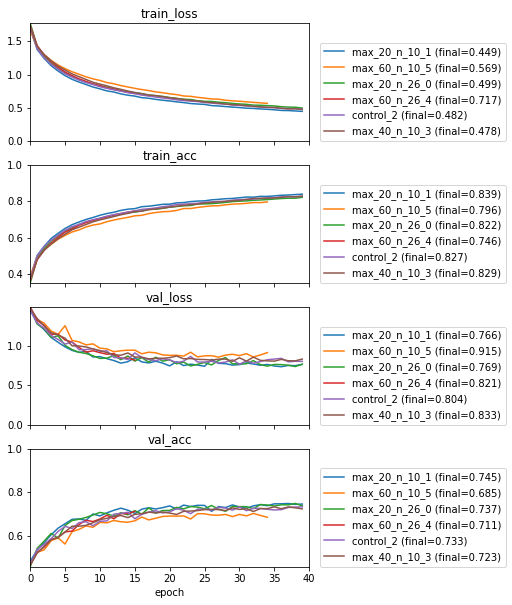 train_loss
1.5
1.0
0.5
0.0
max_20_n_10_1 (final=0.449)
max_60_n_10_5 (final=0.569)
max_20_n_26_0 (final=0.499)
max_60_n_26_4 (final=0.717)
control_2 (final=0.482)
max_40_n_10_3 (final=0.478)
train_acc
1.0
0.8
0.6
0.4
max_20_n_10_1 (final=0.839)
max_60_n_10_5 (final=0.796)
max_20_n_26_0 (final=0.822)
max_60_n_26_4 (final=0.746)
control_2 (final=0.827)
max_40_n_10_3 (final=0.829)
val_loss
1.0
0.5
0.0
max_20_n_10_1 (final=0.766)
max_60_n_10_5 (final=0.915)
max_20_n_26_0 (final=0.769)
max_60_n_26_4 (final=0.821)
control_2 (final=0.804)
max_40_n_10_3 (final=0.833)
val_acc
1.0
0.8
0.6
max_20_n_10_1 (final=0.745)
max_60_n_10_5 (final=0.685)
max_20_n_26_0 (final=0.737)
max_60_n_26_4 (final=0.711)
control_2 (final=0.733)
max_40_n_10_3 (final=0.723)
0 5 10 15 20 25 30 35 40
epoch